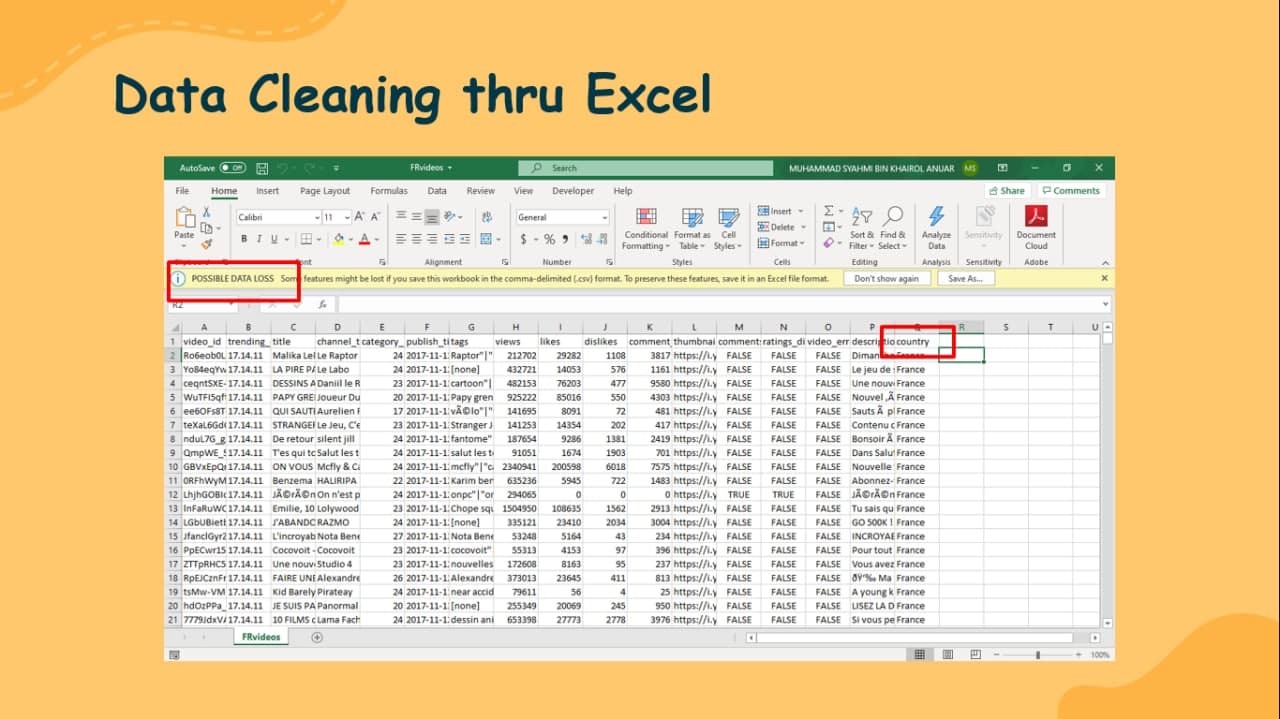 Data Cleaning thru Excel
AutoSave Off FRvideos Search MUHAMMAD SYAHMI BIN KHAIROL ANUAR MS
File Home Insert Page Layout Formulas Data Review View Developer Help Share Comments
Paste Calibri 11 A A General Insert Σ
B I U A $ % Conditional Formatting Format as Table Cell Styles Delete Format Sort & Filter Find & Select Analyze Data Sensitivity Document Cloud
Alignment Number Styles Cells Editing Analysis Sensitivity Adobe
POSSIBLE DATA LOSS Some features might be lost if you save this workbook in the comma-delimited (.csv) format. To preserve these features, save it in an Excel file format. Don't show again Save As...
R2 fx
A B C D E F G H I J K L M N O P Q R S T U
1 video_id trending_ title channel_t category_ publish_ti tags views likes dislikes comment_ thumbnai comment: ratings_di video_err descriptio country
2 Ro6eob0L 17.14.11 Malika Lel Le Raptor 24 2017-11-1 Raptor"|" 212702 29282 1108 3817 https://i.y FALSE FALSE FALSE Dimanche France
3 Yo84eqYw 17.14.11 LA PIRE PA Le Labo 24 2017-11-1 [none] 432721 14053 576 1161 https://i.y FALSE FALSE FALSE Le jeu de France
4 ceqntSXE- 17.14.11 DESSINS A Daniil le R 23 2017-11-1 cartoon"| 482153 76203 477 9580 https://i.y FALSE FALSE FALSE Une nouv France
5 WuTFI5qf 17.14.11 PAPY GRE Joueur Du 20 2017-11-1 Papy gren 925222 85016 550 4303 https://i.y FALSE FALSE FALSE Nouvel ,Ã France
6 ee6OFs8T 17.14.11 QUI SAUT Aurelien F 17 2017-11-1 vÃ©lo"|" 141695 8091 72 481 https://i.y FALSE FALSE FALSE Sauts Ã pl France
7 teXaL6Gd 17.14.11 STRANGER Le Jeu, C'e 23 2017-11-1 Stranger J 141253 14354 202 417 https://i.y FALSE FALSE FALSE Contenu c France
8 nduL7G_g 17.14.11 De retour silent jill 24 2017-11-1 fantome" 187654 9286 1381 2419 https://i.y FALSE FALSE FALSE Bonsoir Ã France
9 QmpWE_ 17.14.11 T'es qui to Salut les t 24 2017-11-1 salut les t 91051 1674 1903 701 https://i.y FALSE FALSE FALSE Dans Salu France
10 GBVxEpQ 17.14.11 ON VOUS Mcfly & Ca 24 2017-11-1 mcfly"|"ca 2340941 200598 6018 7575 https://i.y FALSE FALSE FALSE Nouvelle France
11 0RFhWyM 17.14.11 Benzema HALIRIPA 22 2017-11-1 Karim ben 635236 5945 722 1483 https://i.y FALSE FALSE FALSE Abonnez- France
12 LhjhGOBI 17.14.11 JÃ©rÃ©n On n'est p 24 2017-11-1 onpc"|"or 294065 0 0 0 https://i.y TRUE TRUE FALSE JÃ©rÃ©n France
13 lnFaRuWC 17.14.11 Emilie, 10 Lolywood 23 2017-11-1 Chope squ 1504950 108635 1562 2913 https://i.y FALSE FALSE FALSE Tu sais qu France
14 LGbUBietl 17.14.11 J'ABANDC RAZMO 24 2017-11-1 [none] 335121 23410 2034 3004 https://i.y FALSE FALSE FALSE GO 500K ! France
15 JfanclGyr2 17.14.11 L'incroyab Nota Bene 27 2017-11-1 Nota Bene 53248 5164 43 234 https://i.y FALSE FALSE FALSE INCROYAB France
16 PpECwr15 17.14.11 Cocovoit - Cocovoit 23 2017-11-1 cocovoit" 55313 4153 97 396 https://i.y FALSE FALSE FALSE Pour tout France
17 ZTTpRHC5 17.14.11 Une nouv Studio 4 23 2017-11-1 nouvelles 172608 8163 95 237 https://i.y FALSE FALSE FALSE Vous avez France
18 RpEJCznFr 17.14.11 FAIRE UNE Alexandre 26 2017-11-1 Alexandre 373013 23645 411 813 https://i.y FALSE FALSE FALSE ðŸ'‰ Ma France
19 tsMw-VM 17.14.11 Kid Barely Pirateay 24 2017-11-1 near accid 79611 56 4 25 https://i.y FALSE FALSE FALSE A young k France
20 hdOzPPa_ 17.14.11 JE SUIS PA Panormal 20 2017-11-1 [none] 255349 20069 245 950 https://i.y FALSE FALSE FALSE LISEZ LA D France
21 7779JdxV 17.14.11 10 FILMS c Lama Fach 24 2017-11-1 dessin ani 653398 27773 2778 3976 https://i.y FALSE FALSE FALSE Si vous pe France
FRvideos
100%